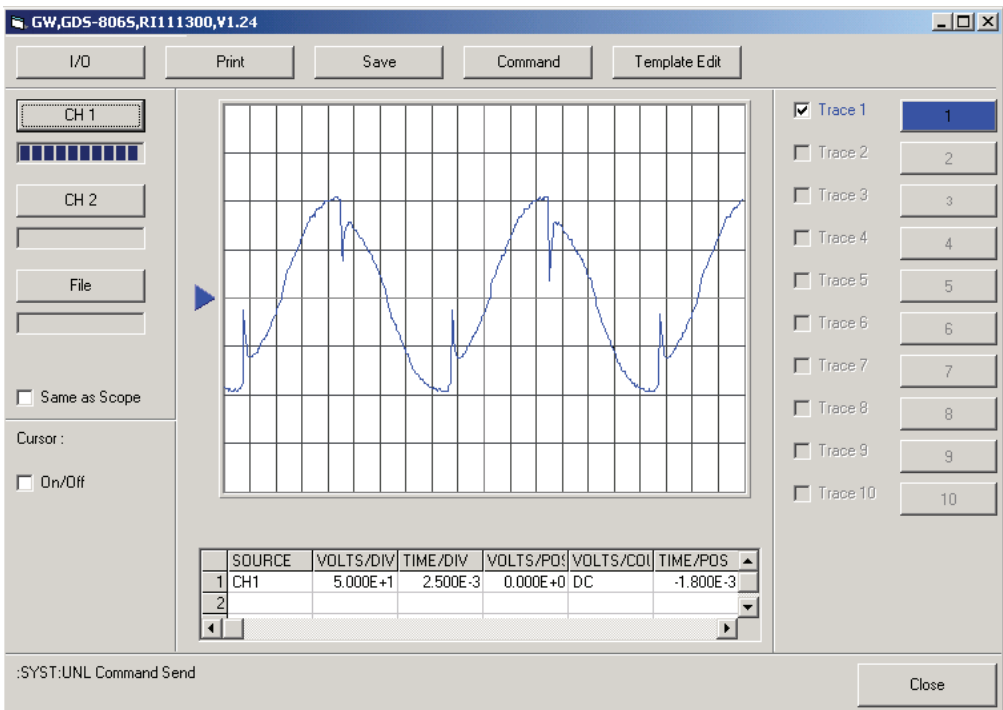 GW,GDS-806S,RI111300,V1.24
I/O Print Save Command Template Edit
CH 1
CH 2
File
Same as Scope
Cursor :
On/Off
Trace 1 1
Trace 2 2
Trace 3 3
Trace 4 4
Trace 5 5
Trace 6 6
Trace 7 7
Trace 8 8
Trace 9 9
Trace 10 10
SOURCE VOLTS/DIV TIME/DIV VOLTS/POS VOLTS/COU TIME/POS
1 CH1 5.000E+1 2.500E-3 0.000E+0 DC -1.800E-3
2
:SYST:UNL Command Send
Close